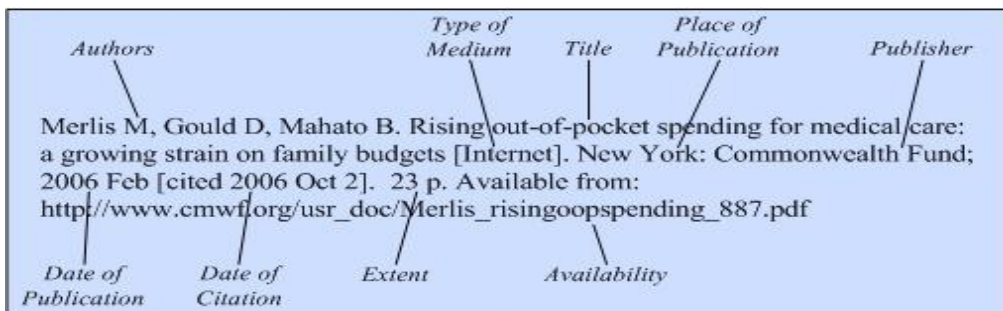 Type of Place of
Authors Medium Title Publication Publisher
Merlis M, Gould D, Mahato B. Rising out-of-pocket spending for medical care:
a growing strain on family budgets [Internet]. New York: Commonwealth Fund;
2006 Feb [cited 2006 Oct 2]. 23 p. Available from:
http://www.cmwf.org/usr_doc/Merlis_risingoopspending_887.pdf
Date of Date of Extent Availability
Publication Citation